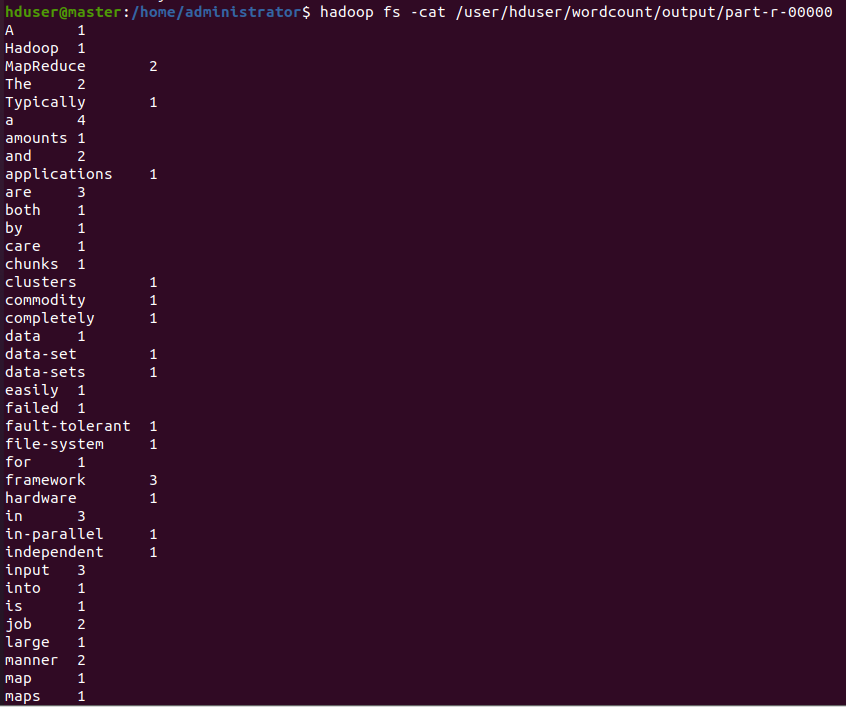 hduser@master:/home/administrator$ hadoop fs -cat /user/hduser/wordcount/output/part-r-00000
A 1
Hadoop 1
MapReduce 2
The 2
Typically 1
a 4
amounts 1
and 2
applications 1
are 3
both 1
by 1
care 1
chunks 1
clusters 1
commodity 1
completely 1
data 1
data-set 1
data-sets 1
easily 1
failed 1
fault-tolerant 1
file-system 1
for 1
framework 3
hardware 1
in 3
in-parallel 1
independent 1
input 3
into 1
is 1
job 2
large 1
manner 2
map 1
maps 1